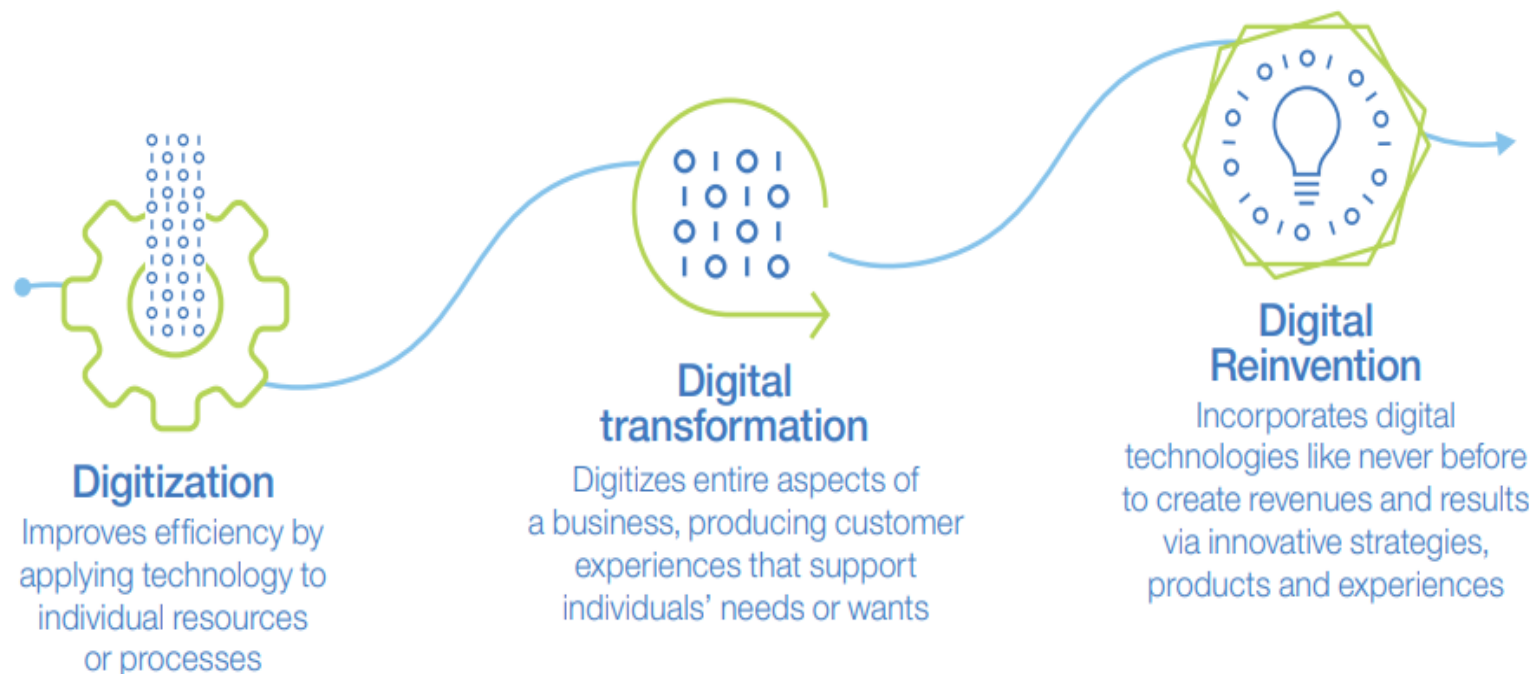 Digitization
Improves efficiency by
applying technology to
individual resources
or processes
Digital
transformation
Digitizes entire aspects of
a business, producing customer
experiences that support
individuals’ needs or wants
Digital
Reinvention
Incorporates digital
technologies like never before
to create revenues and results
via innovative strategies,
products and experiences